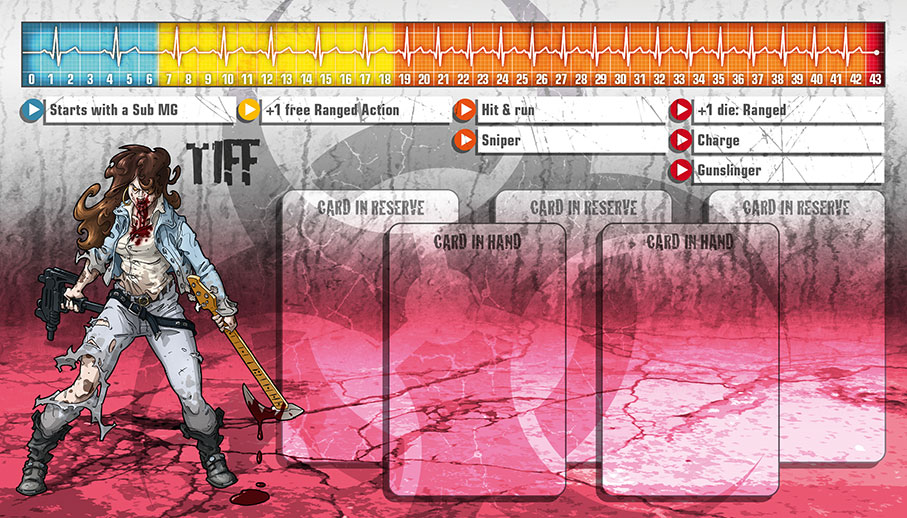 0 1 2 3 4 5 6 7 8 9 10 11 12 13 14 15 16 17 18 19 20 21 22 23 24 25 26 27 28 29 30 31 32 33 34 35 36 37 38 39 40 41 42 43
Starts with a Sub MG
+1 free Ranged Action
Hit & run
+1 die: Ranged
Sniper
Charge
Gunslinger
TIFF
CARD IN RESERVE
CARD IN RESERVE
CARD IN RESERVE
CARD IN HAND
CARD IN HAND